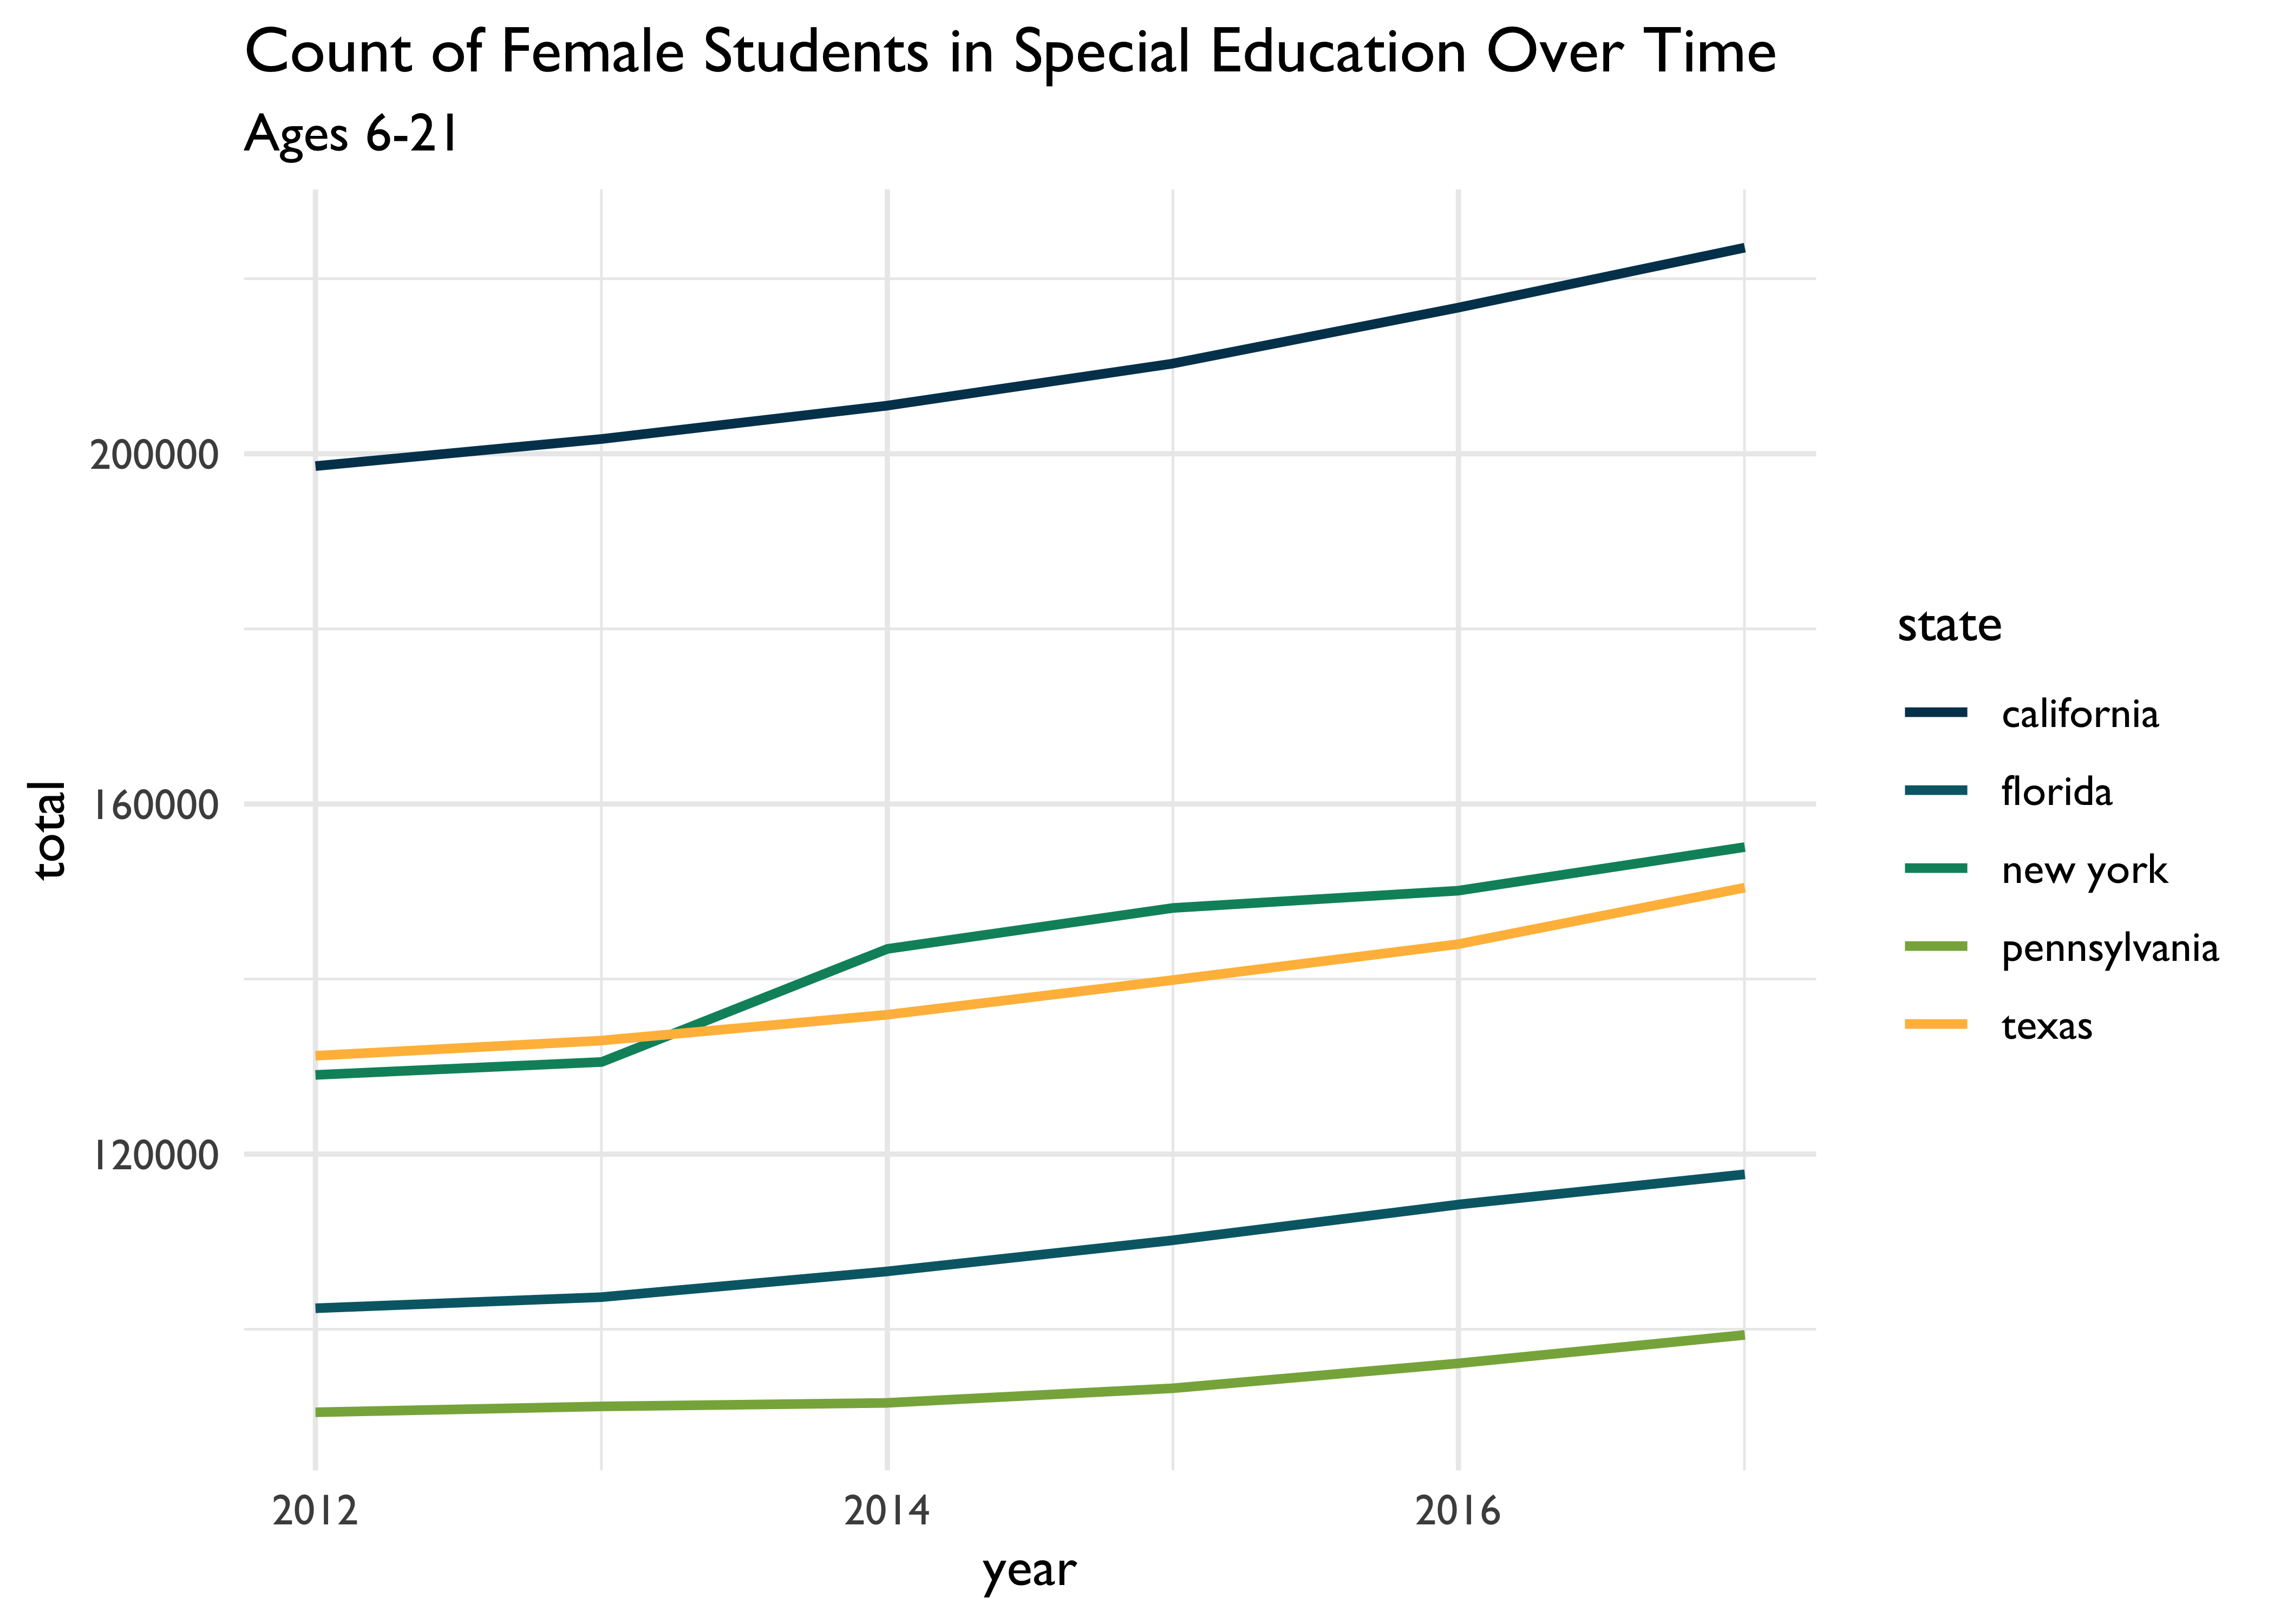 Count of Female Students in Special Education Over Time
Ages 6-21
200000
160000
120000
total
2012
2014
2016
year
state
california
florida
new york
pennsylvania
texas